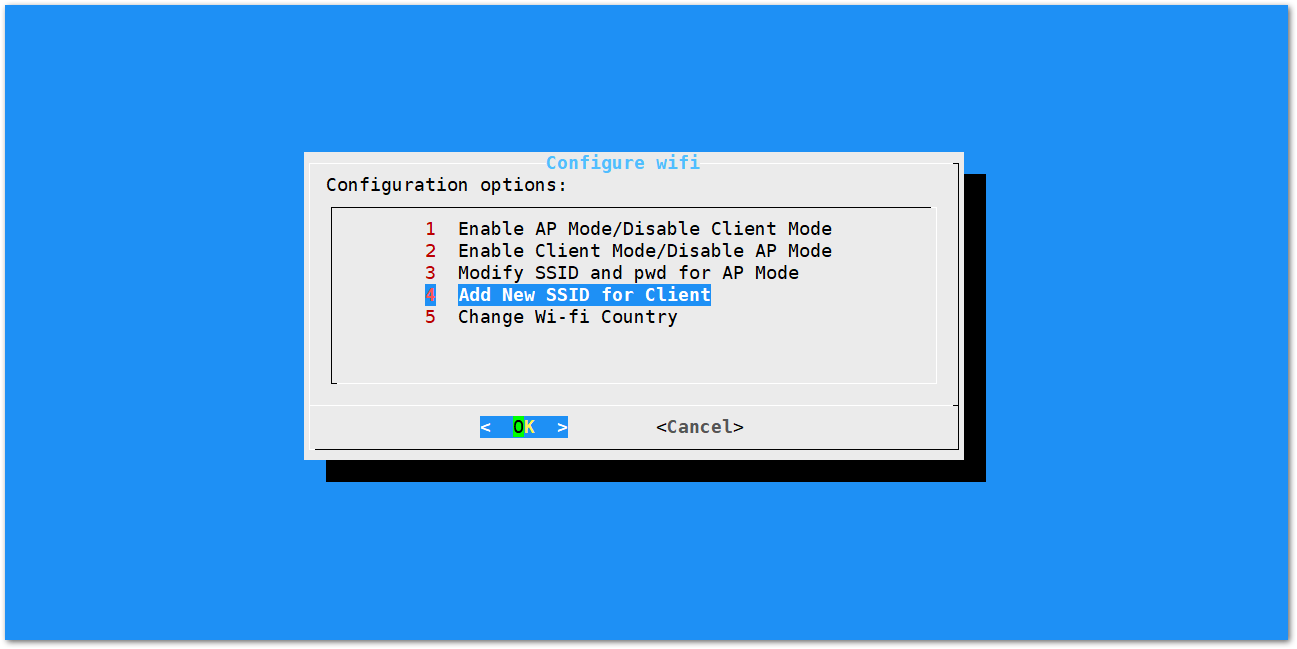 Configure wifi
Configuration options:
1 Enable AP Mode/Disable Client Mode
2 Enable Client Mode/Disable AP Mode
3 Modify SSID and pwd for AP Mode
4 Add New SSID for Client
5 Change Wi-fi Country
< OK > <Cancel>